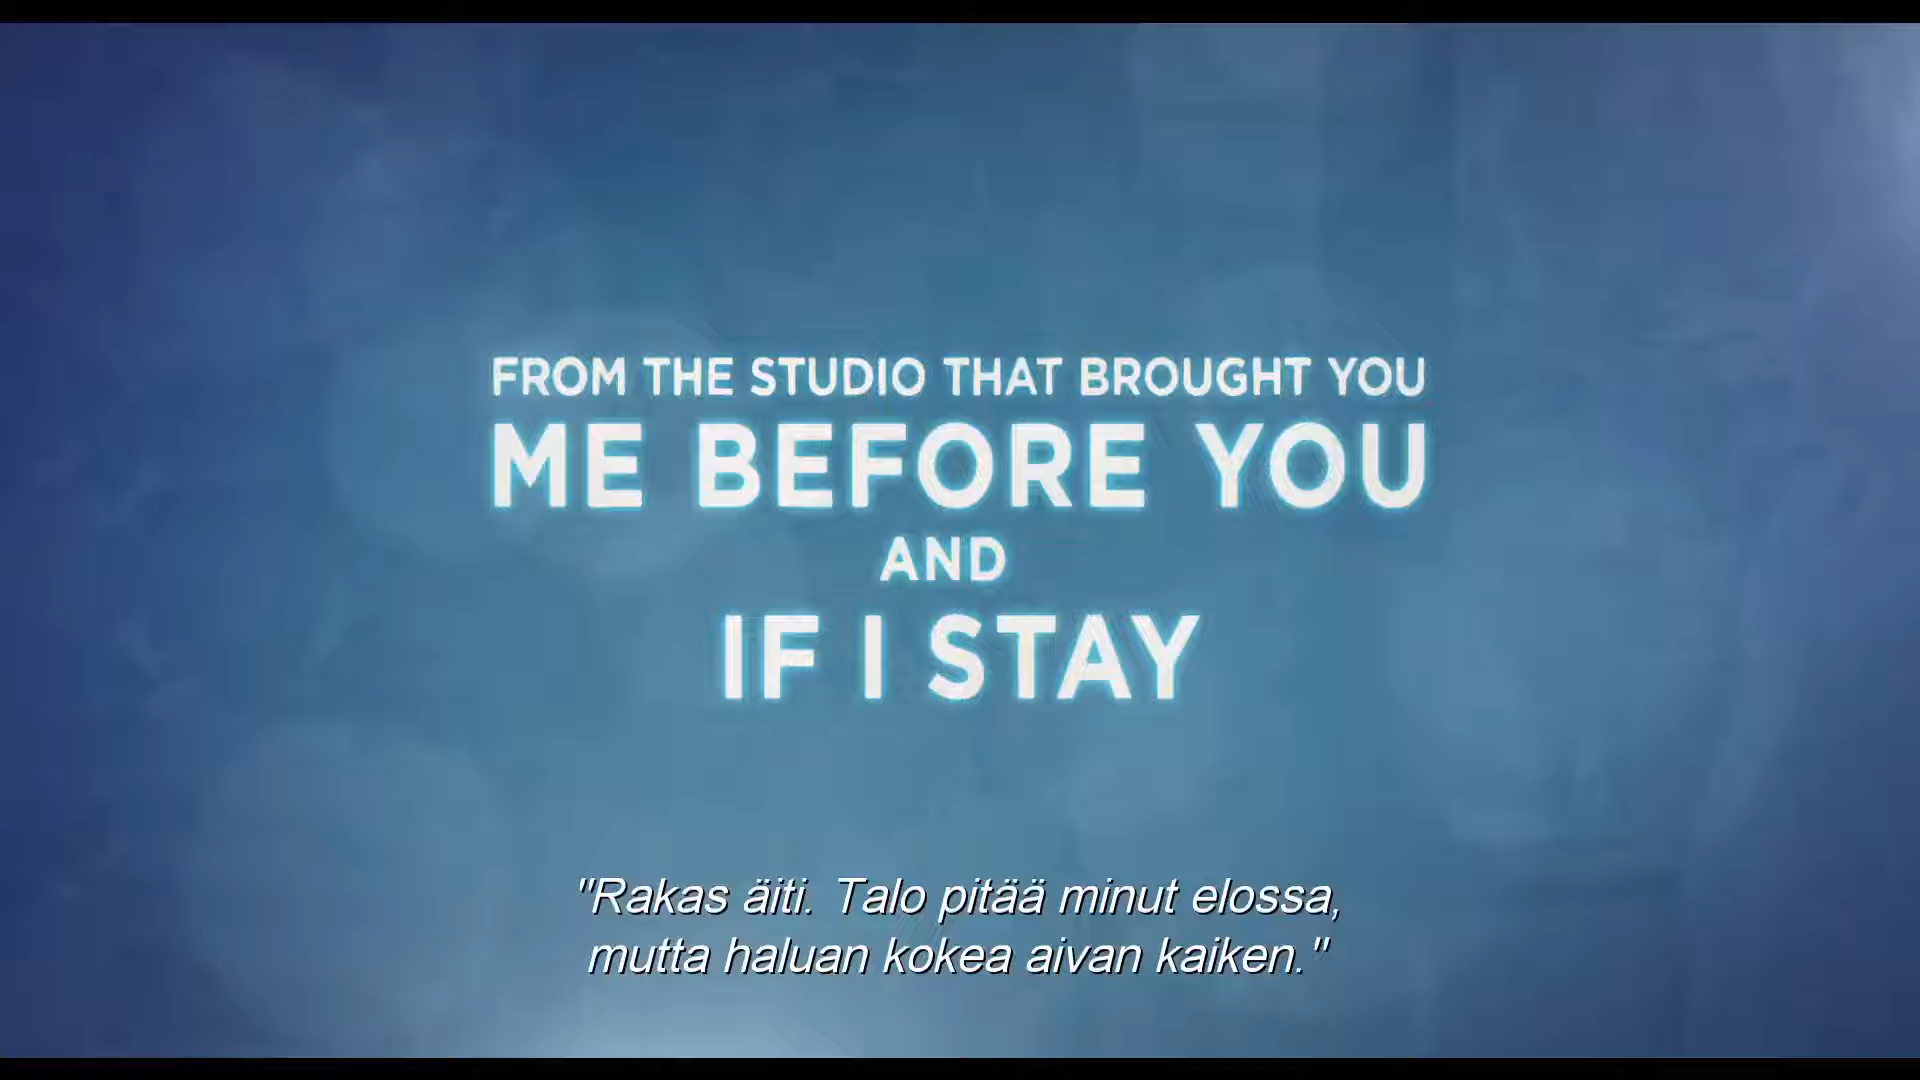 FROM THE STUDIO THAT BROUGHT YOU
ME BEFORE YOU
AND
IF I STAY
"Rakas äiti. Talo pitää minut elossa,
mutta haluan kokea aivan kaiken."